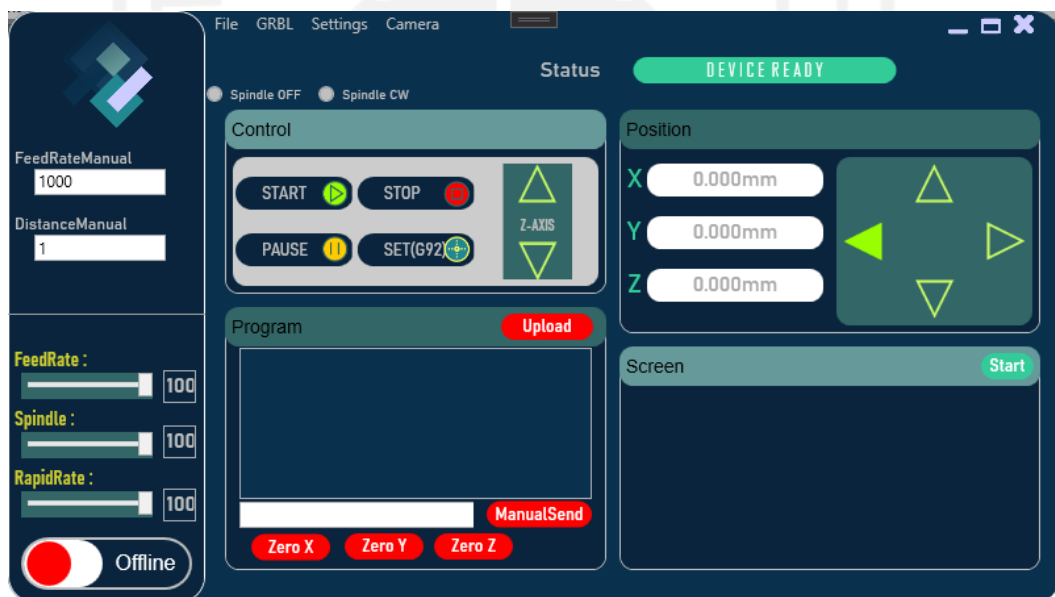 File GRBL Settings Camera
Status DEVICE READY
Spindle OFF Spindle CW
FeedRateManual
1000
DistanceManual
1
FeedRate :
100
Spindle :
100
RapidRate :
100
Offline
Control
START STOP
PAUSE SET(G92)
Z-AXIS
Program Upload
ManualSend
Zero X Zero Y Zero Z
Position
X 0.000mm
Y 0.000mm
Z 0.000mm
Screen Start